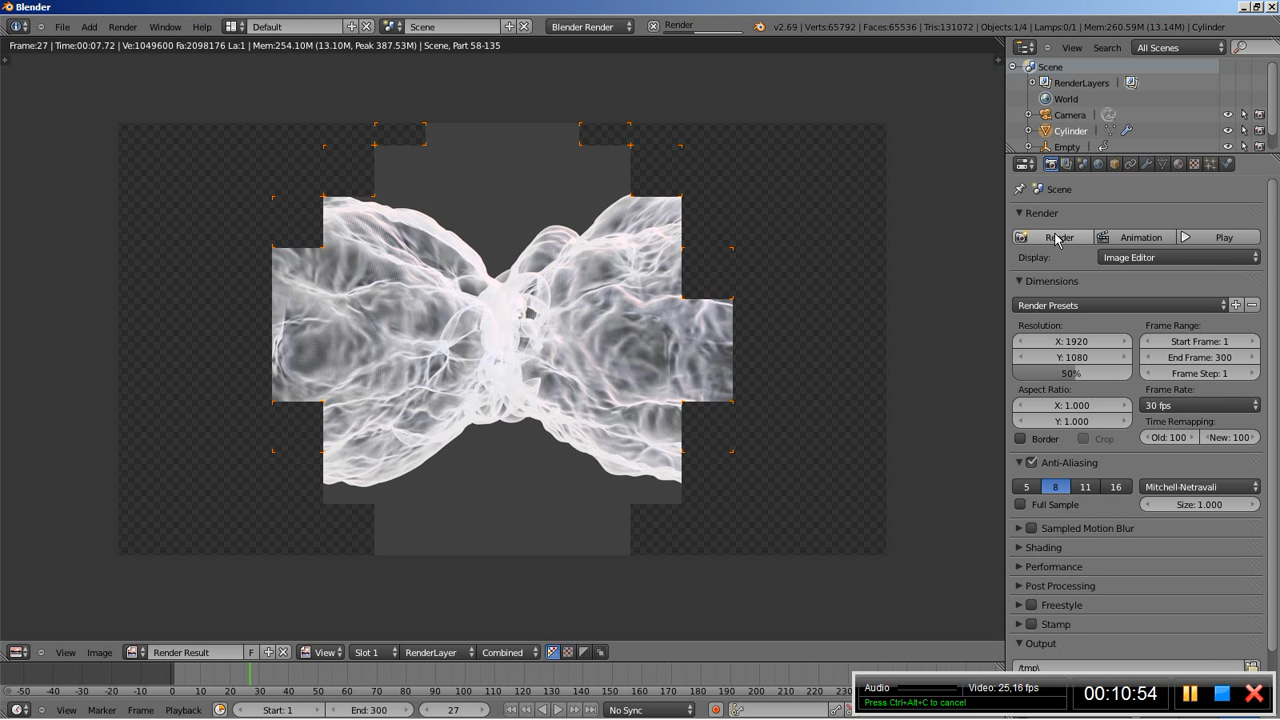 Blender
File Render Window Help Default Scene Blender Render Render v2.69 | Verts:65792 | Faces:65536 | Tris:131072 | Objects:1/4 | Lamps:0/1 | Mem:260.59M (13.14M) | Cylinder
Frame:27 | Time:00:07.72 | Ve:1049600 Fa:2098176 La:1 | Mem:254.10M (13.10M, Peak 387.53M) | Scene, Part 58-135
View Search All Scenes
Scene
RenderLayers
World
Camera
Cylinder
Empty
Scene
Render
Render Animation Play
Display: Image Editor
Dimensions
Render Presets
Resolution: Frame Range:
X: 1920 Start Frame: 1
Y: 1080 End Frame: 300
50% Frame Step: 1
Aspect Ratio: Frame Rate:
X: 1.000 30 fps
Y: 1.000 Time Remapping:
Border Crop Old: 100 New: 100
Anti-Aliasing
5 8 11 16 Mitchell-Netravali
Full Sample Size: 1.000
Sampled Motion Blur
Shading
Performance
Post Processing
Freestyle
Stamp
Output
/tmp\
View Image Render Result F View Slot 1 RenderLayer Combined
-50 -40 -30 -20 -10 0 10 20 30 40 50 60 70 80 90 100 110 120 130 140 150 160 170 180 190 200 210 220 230
View Marker Frame Playback Start: 1 End: 300 27 No Sync
Audio Video: 25,16 fps
Press Ctrl+Alt+C to cancel
00:10:54